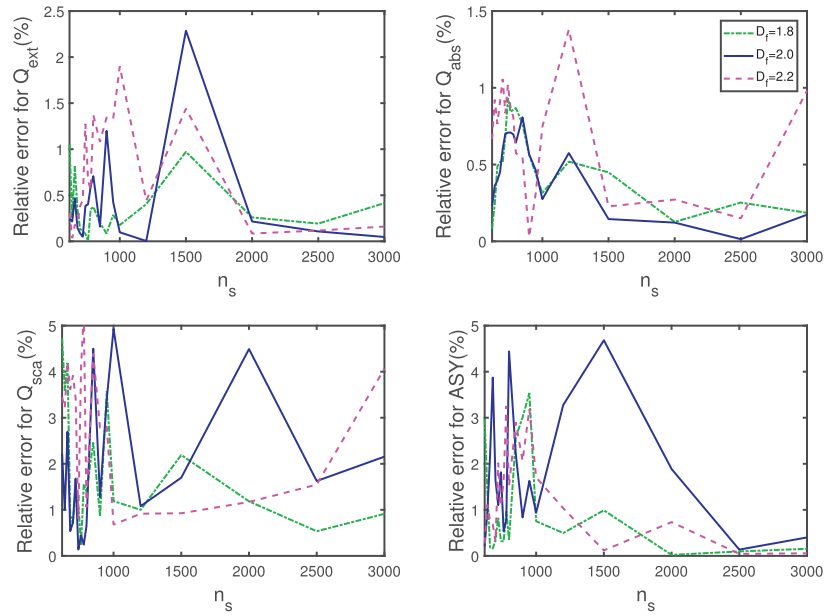 Relative error for Q_ext(%)
2.5
2
1.5
1
0.5
0
1000 1500 2000 2500 3000
n_s
Relative error for Q_abs(%)
1.5
1
0.5
0
D_f=1.8
D_f=2.0
D_f=2.2
1000 1500 2000 2500 3000
n_s
Relative error for Q_sca(%)
5
4
3
2
1
0
1000 1500 2000 2500 3000
n_s
Relative error for ASY(%)
5
4
3
2
1
0
1000 1500 2000 2500 3000
n_s